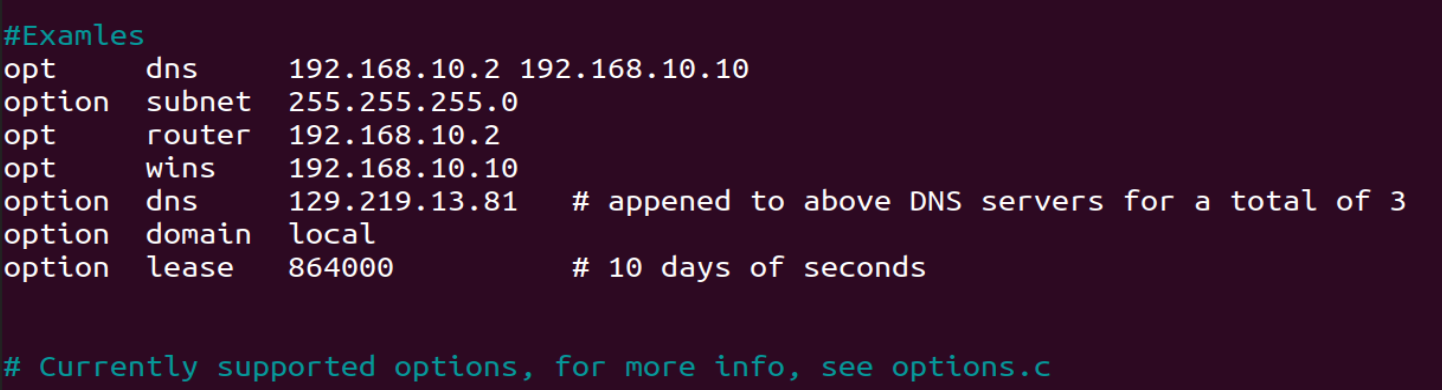 #Examles
opt     dns     192.168.10.2 192.168.10.10
option  subnet  255.255.255.0
opt     router  192.168.10.2
opt     wins    192.168.10.10
option  dns     129.219.13.81   # appened to above DNS servers for a total of 3
option  domain  local
option  lease   864000          # 10 days of seconds
# Currently supported options, for more info, see options.c